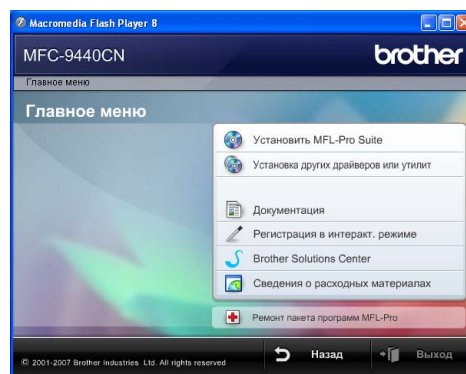 Macromedia Flash Player 8
MFC-9440CN
brother
Главное меню
Главное меню
Установить MFL-Pro Suite
Установка других драйверов или утилит
Документация
Регистрация в интеракт. режиме
Brother Solutions Center
Сведения о расходных материалах
Ремонт пакета программ MFL-Pro
© 2001-2007 Brother Industries Ltd. All rights reserved
Назад
Выход